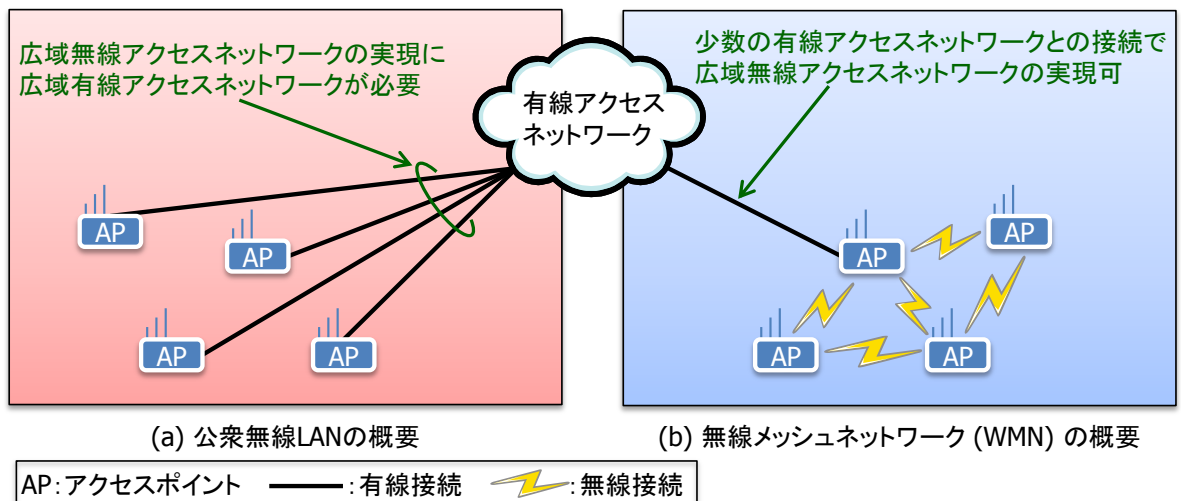 広域無線アクセスネットワークの実現に
広域有線アクセスネットワークが必要
有線アクセス
ネットワーク
少数の有線アクセスネットワークとの接続で
広域無線アクセスネットワークの実現可
AP
AP
AP
AP
AP
AP
AP
AP
(a) 公衆無線LANの概要
(b) 無線メッシュネットワーク (WMN) の概要
AP:アクセスポイント
:有線接続
:無線接続